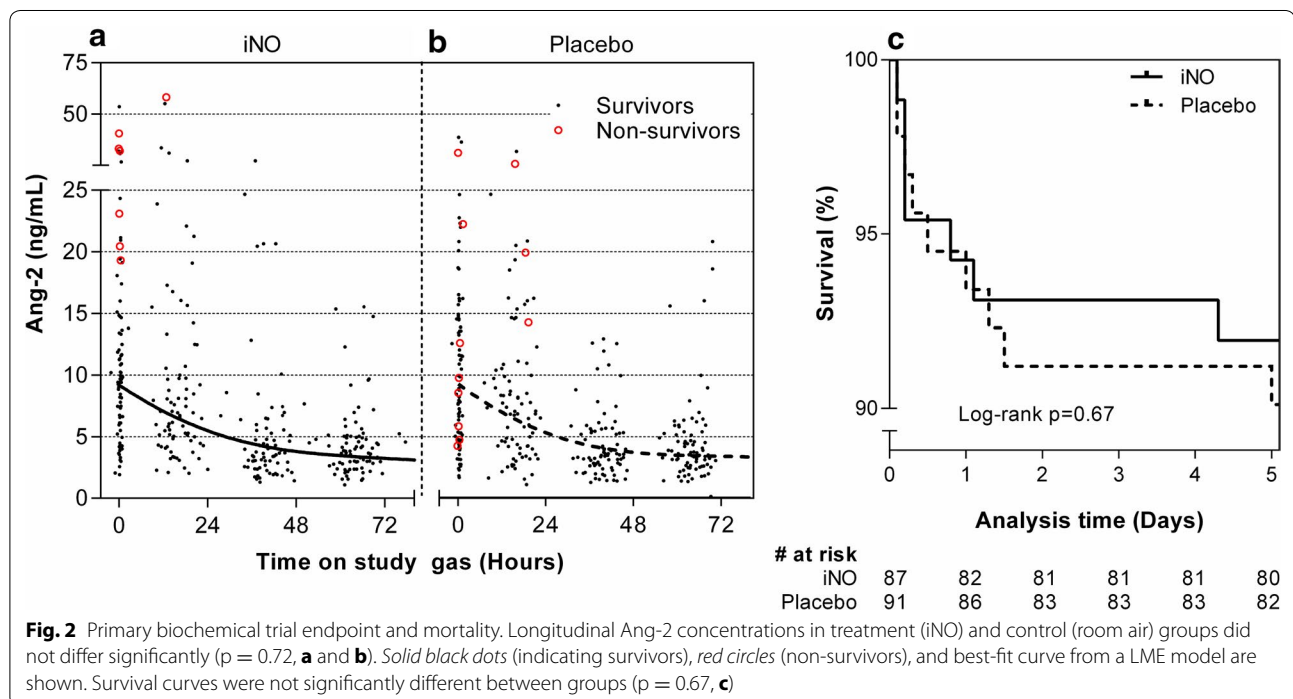 a
iNO
b
Placebo
c
75
50
25
20
15
10
5
0
Ang-2 (ng/mL)
Survivors
Non-survivors
0 24 48 72 0 24 48 72
Time on study gas (Hours)
100
95
90
Survival (%)
iNO
Placebo
Log-rank p=0.67
0 1 2 3 4 5
Analysis time (Days)
# at risk
iNO 87 82 81 81 81 80
Placebo 91 86 83 83 83 82
Fig. 2 Primary biochemical trial endpoint and mortality. Longitudinal Ang-2 concentrations in treatment (iNO) and control (room air) groups did
not differ significantly (p = 0.72, a and b). Solid black dots (indicating survivors), red circles (non-survivors), and best-fit curve from a LME model are
shown. Survival curves were not significantly different between groups (p = 0.67, c)